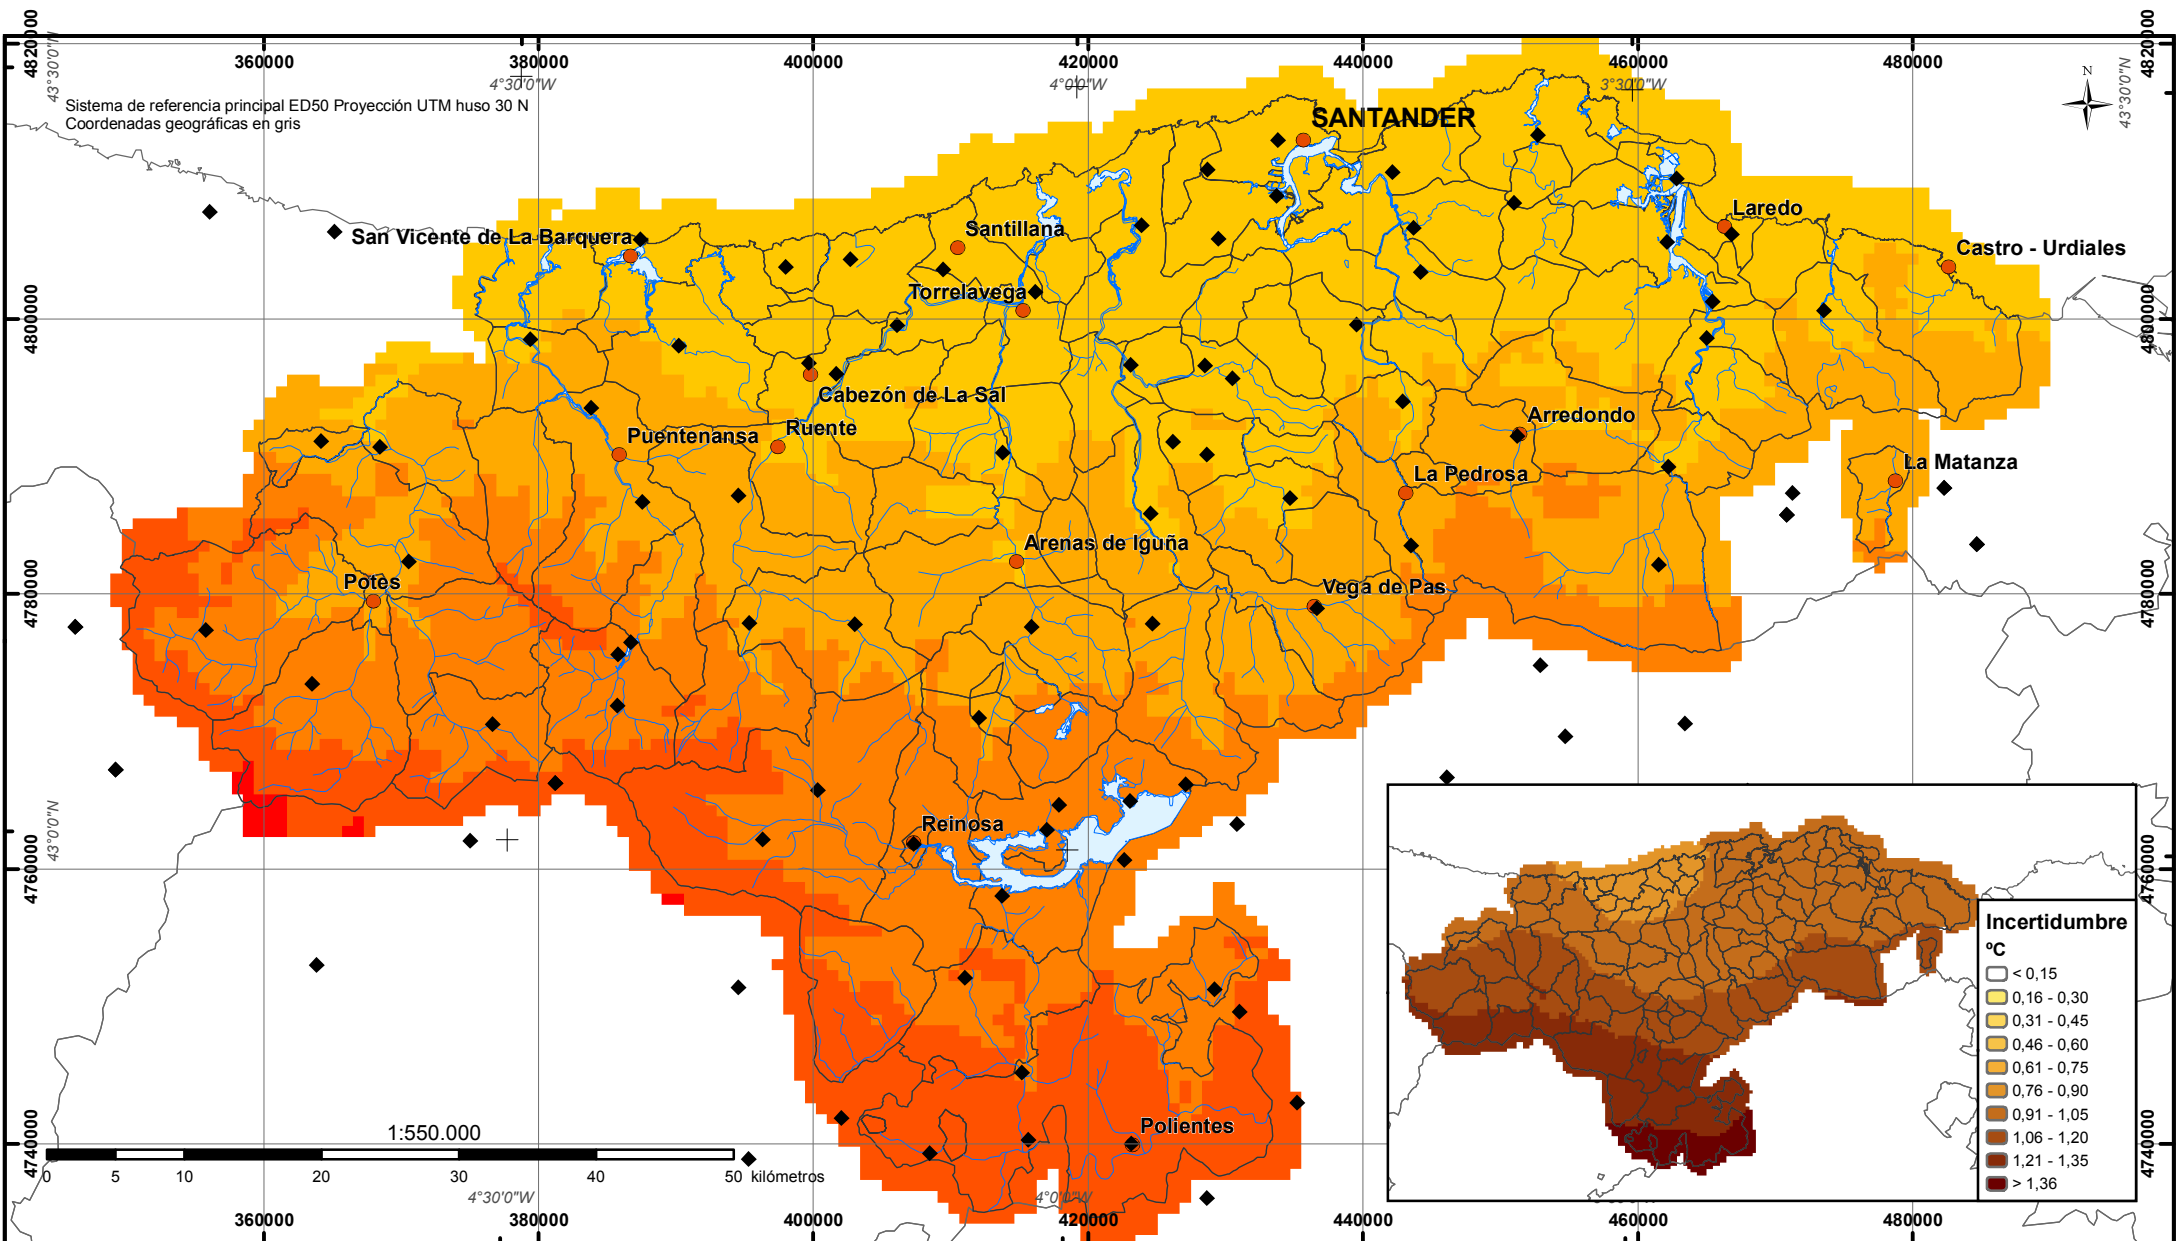 360000
380000
400000
420000
440000
460000
480000
4820000
4820000
43°30'0"N
43°30'0"N
4°30'0"W
4°0'0"W
3°30'0"W
N
Sistema de referencia principal ED50 Proyección UTM huso 30 N
Coordenadas geográficas en gris
SANTANDER
Laredo
Santillana
San Vicente de La Barquera
Castro - Urdiales
Torrelavega
4800000
4800000
Cabezón de La Sal
Arredondo
Ruente
Puentenansa
La Matanza
La Pedrosa
Arenas de Iguña
Potes
Vega de Pas
4780000
4780000
Reinosa
43°0'0"N
4760000
4760000
Incertidumbre
ºC
< 0,15
0,16 - 0,30
0,31 - 0,45
0,46 - 0,60
0,61 - 0,75
0,76 - 0,90
0,91 - 1,05
1,06 - 1,20
1,21 - 1,35
> 1,36
Polientes
4740000
4740000
1:550.000
0 5 10 20 30 40 50 kilómetros
4°30'0"W
4°0'0"W
360000
380000
400000
420000
440000
460000
480000